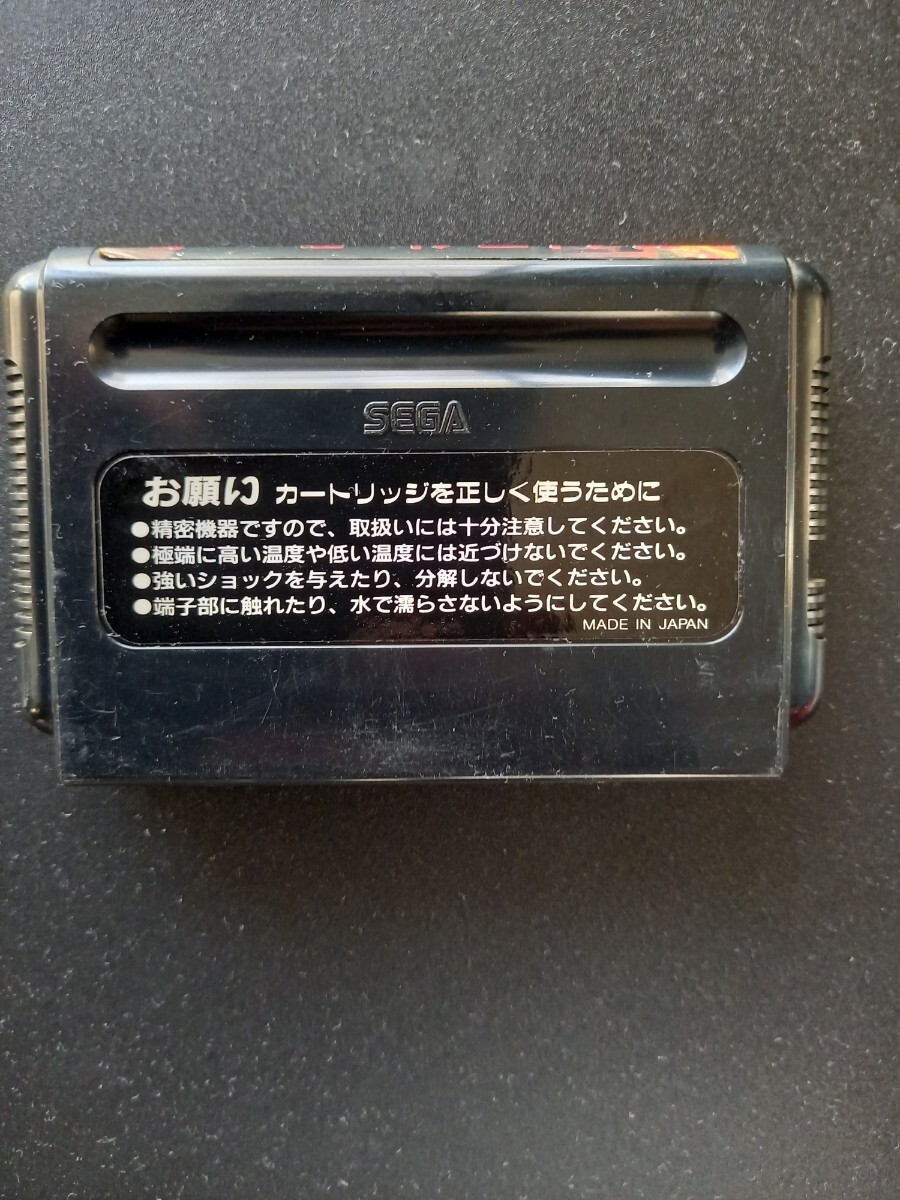 SEGA
お願い カートリッジを正しく使うために
●精密機器ですので、取扱いには十分注意してください。
●極端に高い温度や低い温度には近づけないでください。
●強いショックを与えたり、分解しないでください。
●端子部に触れたり、水で濡らさないようにしてください。
MADE IN JAPAN